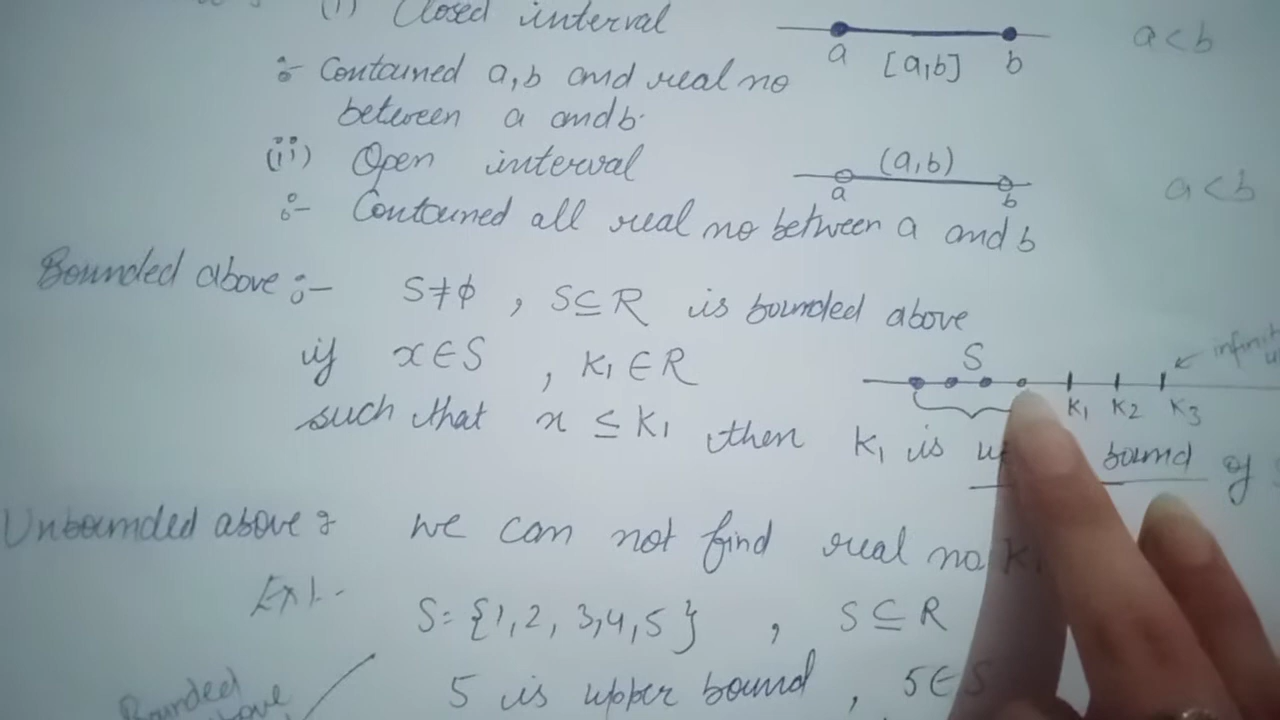 (i) Closed interval
a [a,b] b a<b
:- Contained a,b and real no
between a and b.
(ii) Open interval (a,b) a b a<b
:- Contained all real no between a and b
Bounded above :- S≠ϕ , S⊆R is bounded above
if x∈S , K₁∈R
S K₁ K₂ K₃
such that x ≤ K₁ then K₁ is bound of
Unbounded above : we can not find real no K
Ex1.-
S= {1,2,3,4,5} , S⊆R
5 is upper bound , 5∈S
Bounded